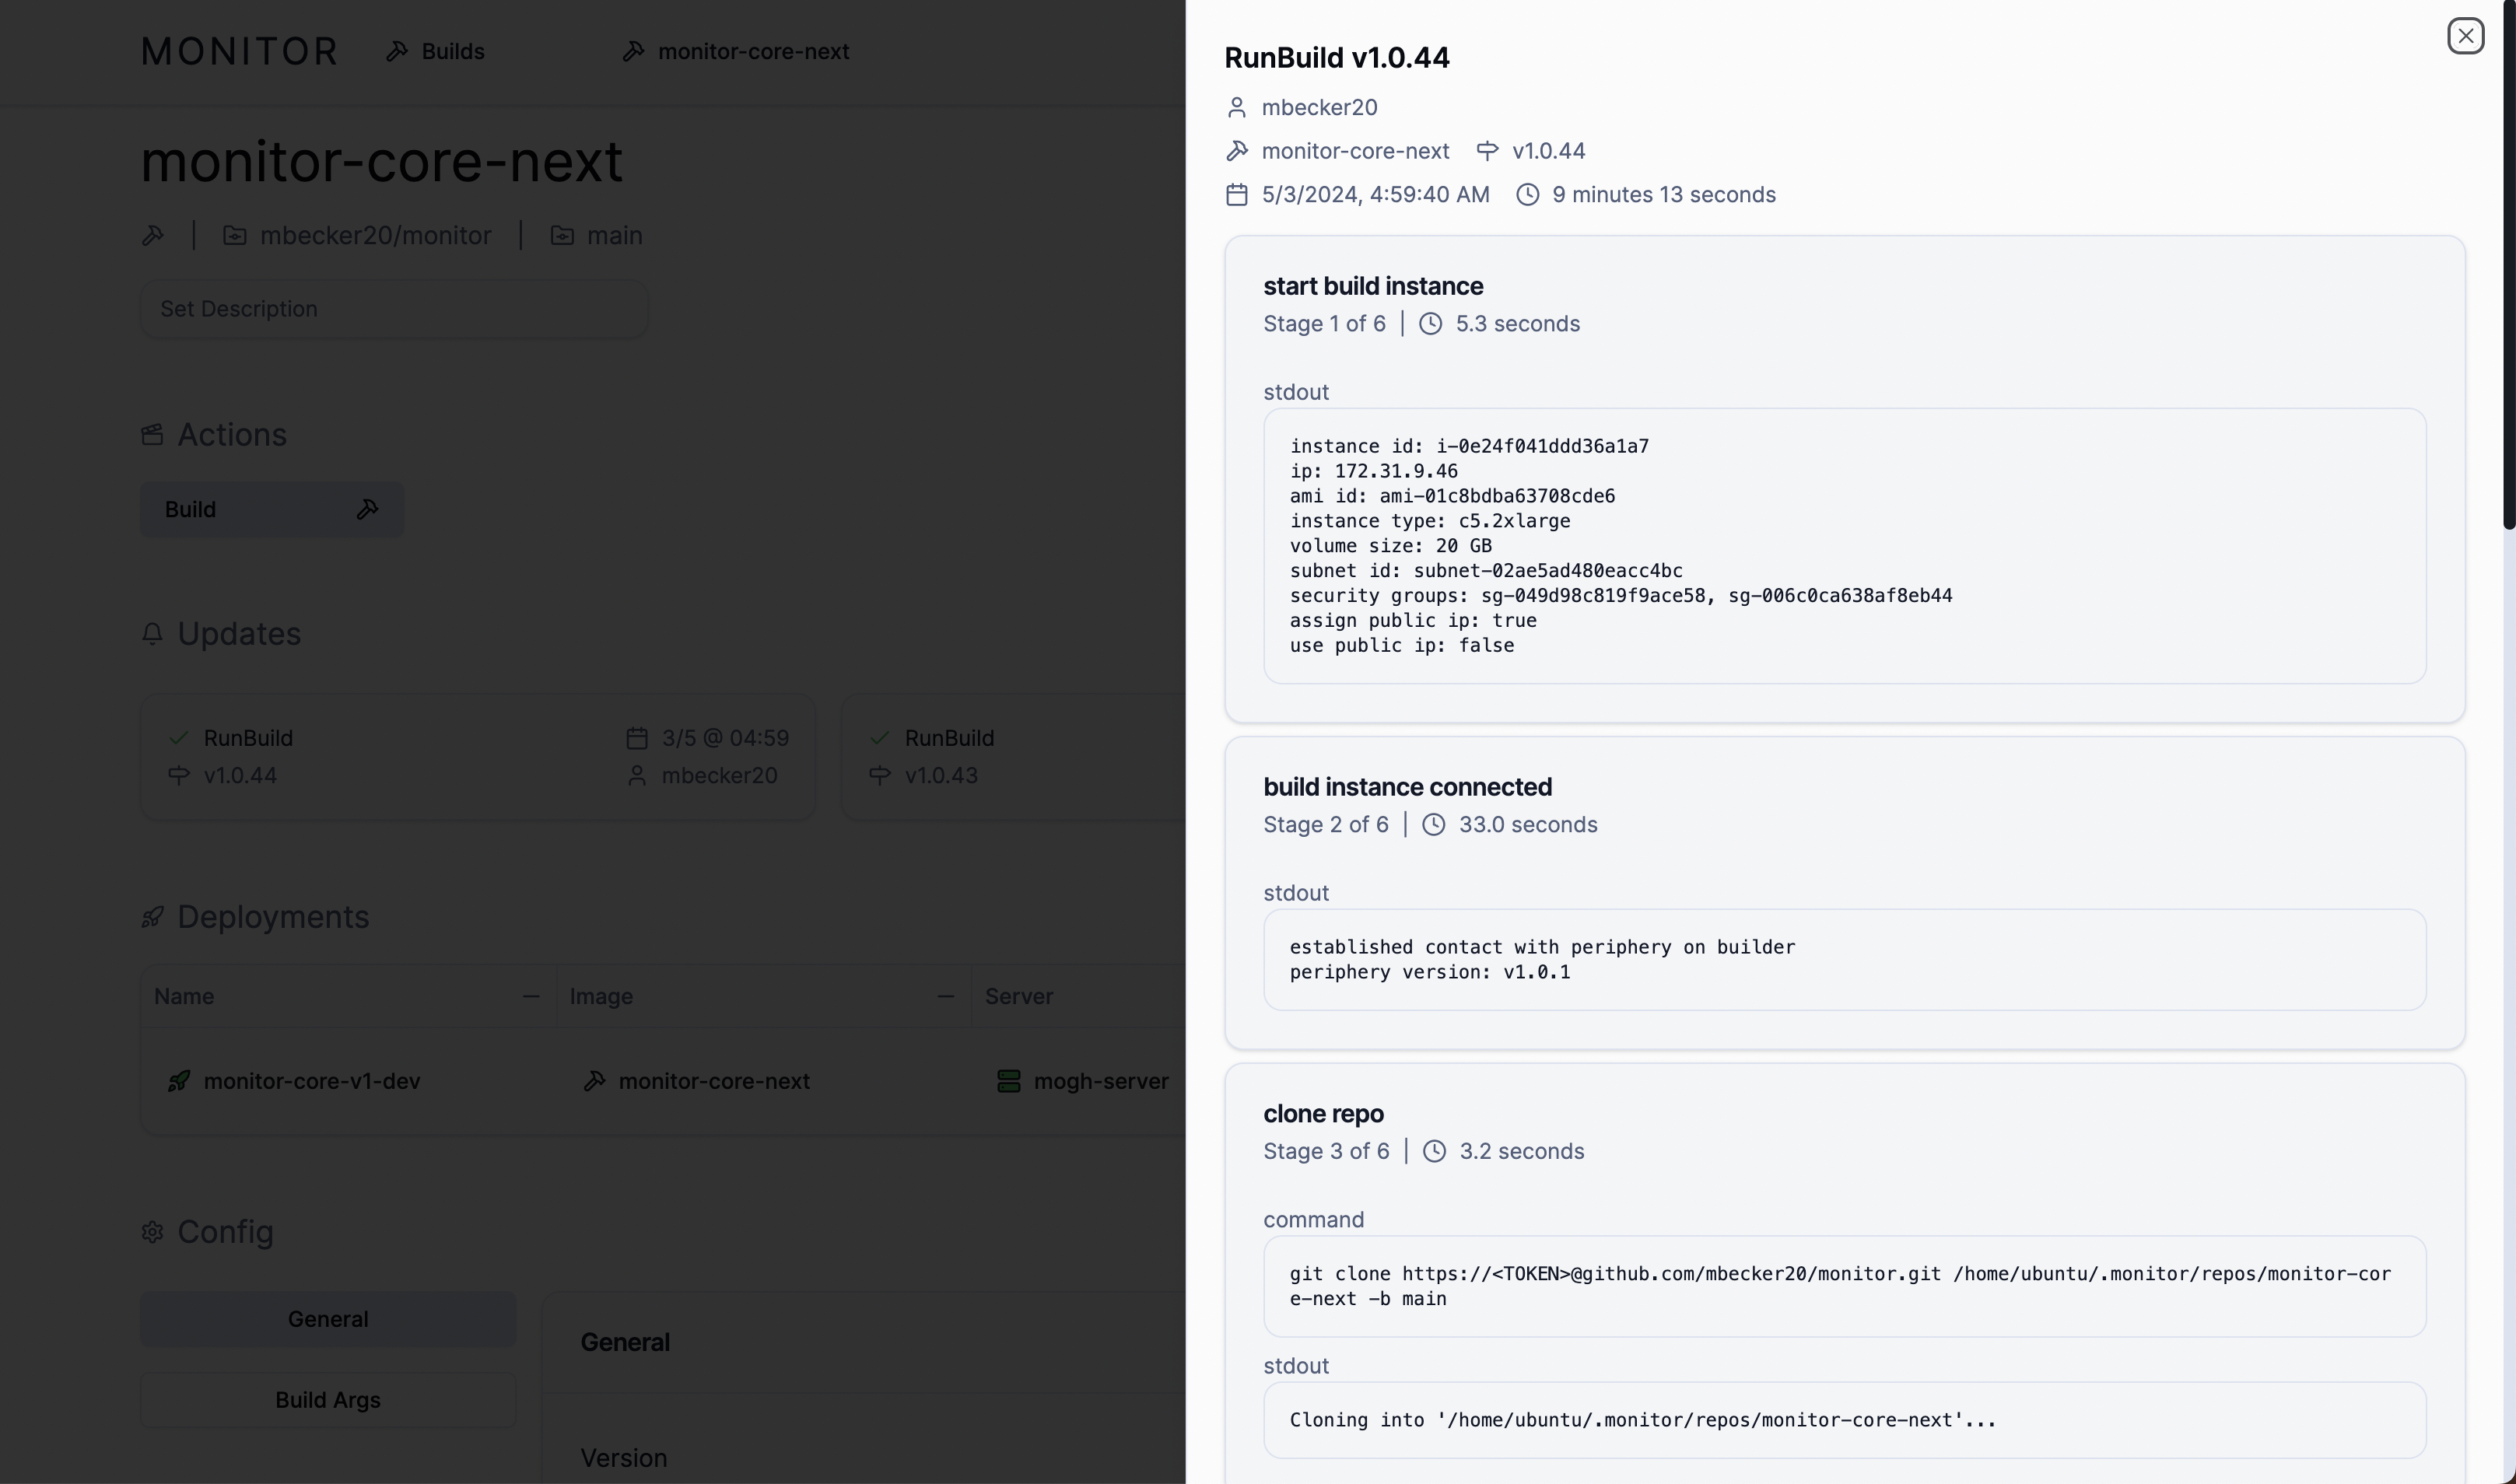 MONITOR
Builds
monitor-core-next
monitor-core-next
mbecker20/monitor
main
Set Description
Actions
Build
Updates
RunBuild
3/5 @ 04:59
v1.0.44
mbecker20
RunBuild
v1.0.43
Deployments
Name
Image
Server
monitor-core-v1-dev
monitor-core-next
mogh-server
Config
General
Build Args
General
Version
RunBuild v1.0.44
mbecker20
monitor-core-next v1.0.44
5/3/2024, 4:59:40 AM 9 minutes 13 seconds
start build instance
Stage 1 of 6 | 5.3 seconds
stdout
instance id: i-0e24f041ddd36a1a7
ip: 172.31.9.46
ami id: ami-01c8bdba63708cde6
instance type: c5.2xlarge
volume size: 20 GB
subnet id: subnet-02ae5ad480eacc4bc
security groups: sg-049d98c819f9ace58, sg-006c0ca638af8eb44
assign public ip: true
use public ip: false
build instance connected
Stage 2 of 6 | 33.0 seconds
stdout
established contact with periphery on builder
periphery version: v1.0.1
clone repo
Stage 3 of 6 | 3.2 seconds
command
git clone https://<TOKEN>@github.com/mbecker20/monitor.git /home/ubuntu/.monitor/repos/monitor-cor
e-next -b main
stdout
Cloning into '/home/ubuntu/.monitor/repos/monitor-core-next'...